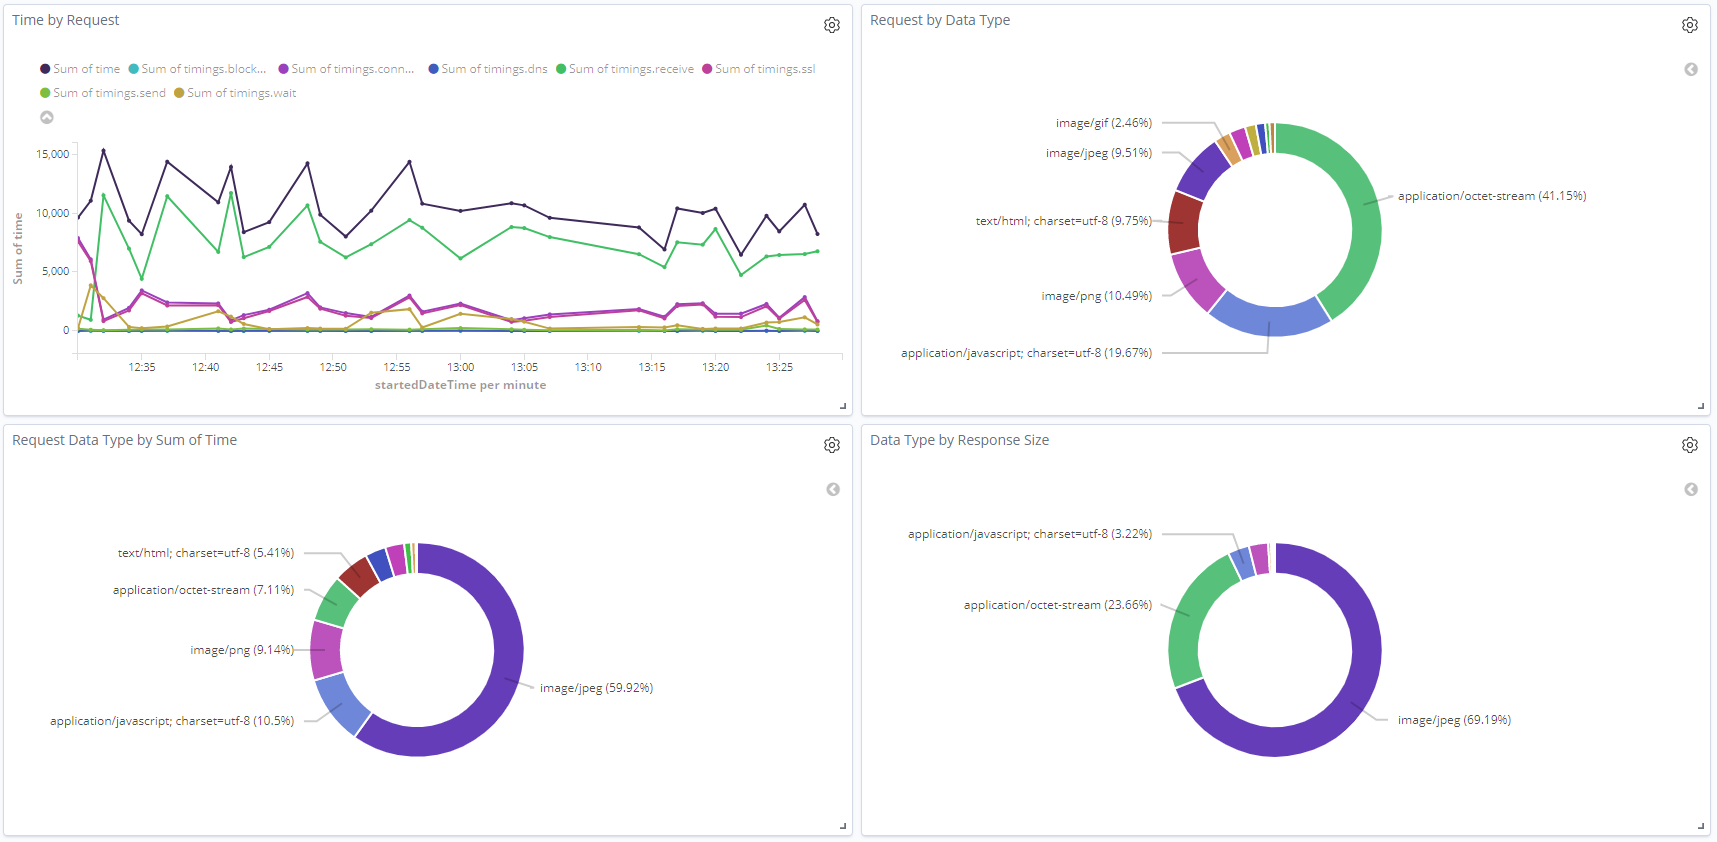 Time by Request
Sum of time Sum of timings.block... Sum of timings.conn... Sum of timings.dns Sum of timings.receive Sum of timings.ssl
Sum of timings.send Sum of timings.wait
Sum of time
15,000
10,000
5,000
0
12:35 12:40 12:45 12:50 12:55 13:00 13:05 13:10 13:15 13:20 13:25
startedDateTime per minute
Request by Data Type
image/gif (2.46%)
image/jpeg (9.51%)
application/octet-stream (41.15%)
text/html; charset=utf-8 (9.75%)
image/png (10.49%)
application/javascript; charset=utf-8 (19.67%)
Request Data Type by Sum of Time
text/html; charset=utf-8 (5.41%)
application/octet-stream (7.11%)
image/png (9.14%)
image/jpeg (59.92%)
application/javascript; charset=utf-8 (10.5%)
Data Type by Response Size
application/javascript; charset=utf-8 (3.22%)
application/octet-stream (23.66%)
image/jpeg (69.19%)